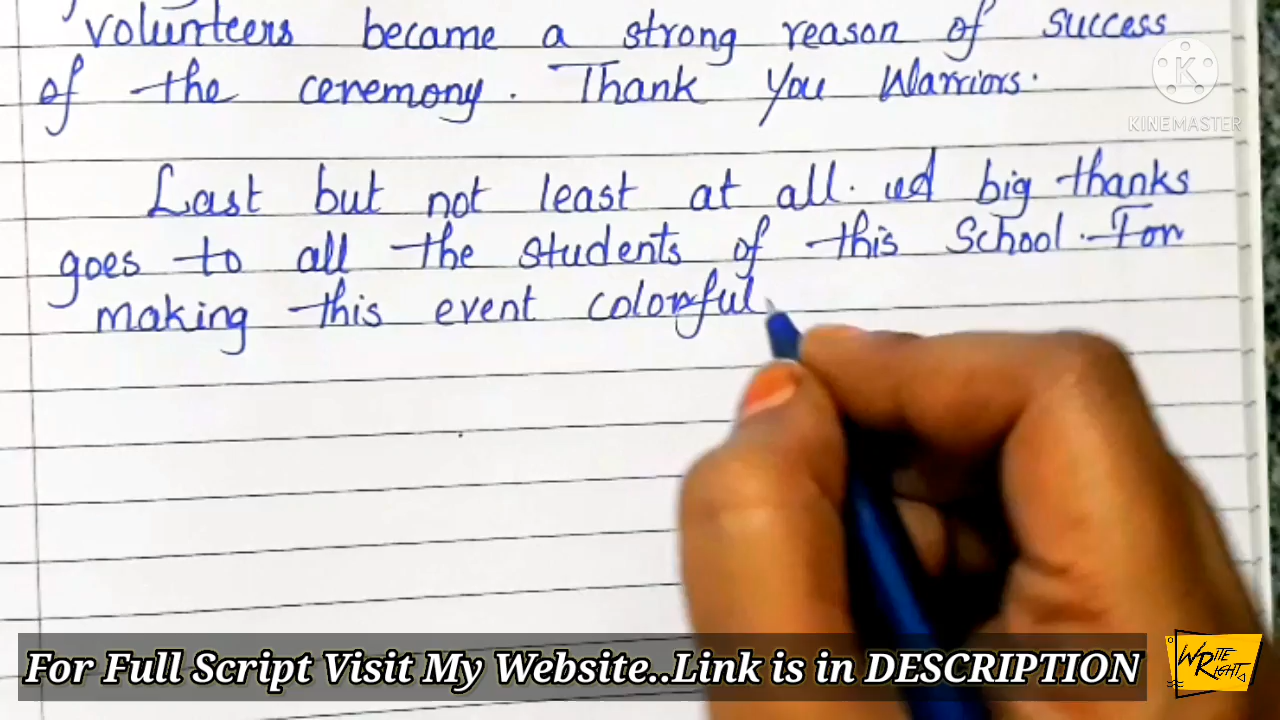 volunteers became a strong reason of success
of the ceremony. Thank You Warriors.
K
KINEMASTER
Last but not least at all. big thanks
goes to all the students of this School. For
making this event colorful
For Full Script Visit My Website..Link is in DESCRIPTION
WRITE
RIGHT